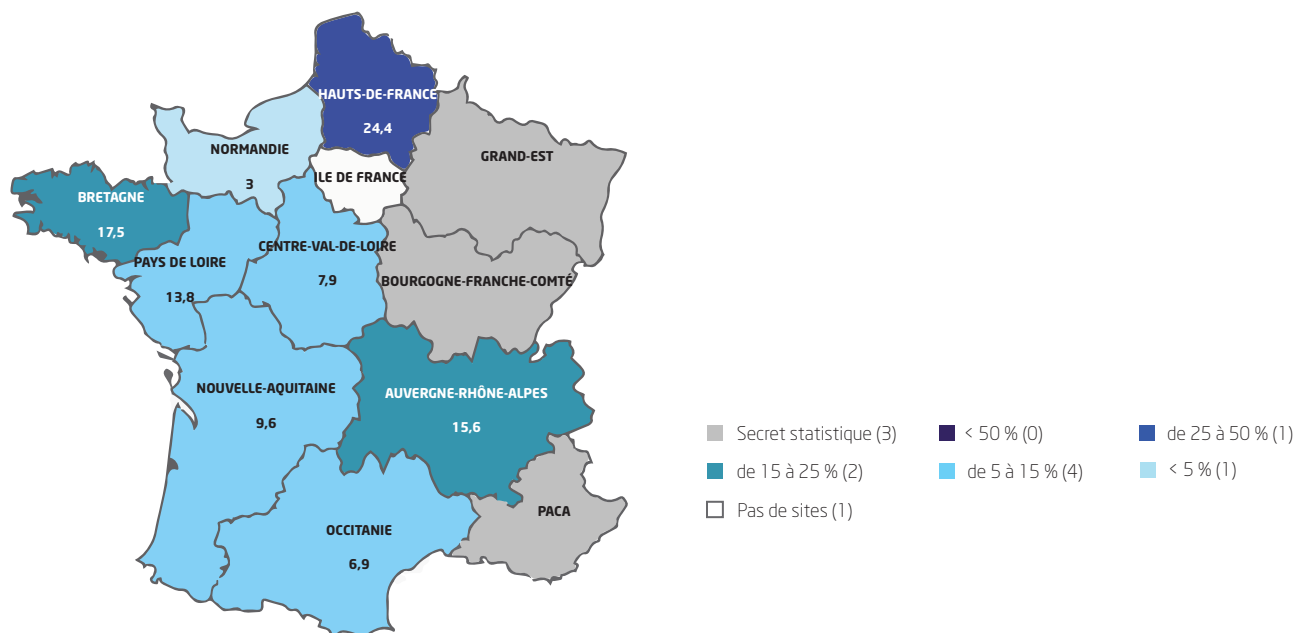 HAUTS-DE-FRANCE
24,4
NORMANDIE
3
ILE DE FRANCE
GRAND-EST
BRETAGNE
17,5
PAYS DE LOIRE
13,8
CENTRE-VAL-DE-LOIRE
7,9
BOURGOGNE-FRANCHE-COMTÉ
NOUVELLE-AQUITAINE
9,6
AUVERGNE-RHÔNE-ALPES
15,6
OCCITANIE
6,9
PACA
Secret statistique (3)
< 50 % (0)
de 25 à 50 % (1)
de 15 à 25 % (2)
de 5 à 15 % (4)
< 5 % (1)
Pas de sites (1)